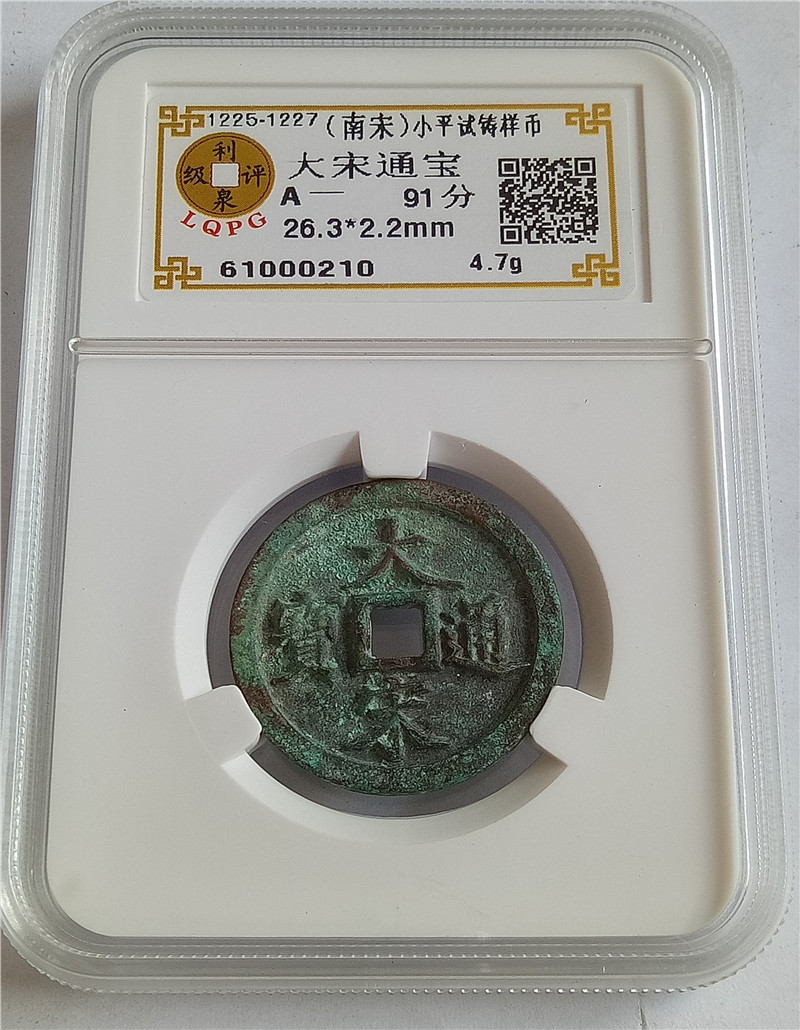 1225-1227(南宋)小平试铸样币
利泉评级
LQPG
大宋通宝
A一 91分
26.3*2.2mm
61000210 4.7g
大宋通寳